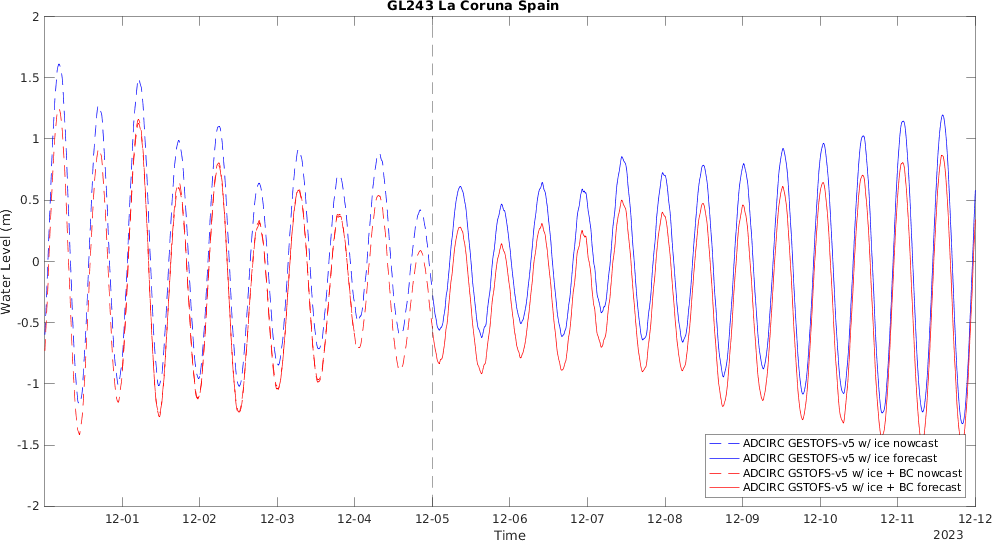 GL243 La Coruna Spain
2
1.5
1
0.5
0
-0.5
-1
-1.5
-2
Water Level (m)
ADCIRC GESTOFS-v5 w/ ice nowcast
ADCIRC GESTOFS-v5 w/ ice forecast
ADCIRC GSTOFS-v5 w/ ice + BC nowcast
ADCIRC GSTOFS-v5 w/ ice + BC forecast
12-01 12-02 12-03 12-04 12-05 12-06 12-07 12-08 12-09 12-10 12-11 12-12
Time
2023